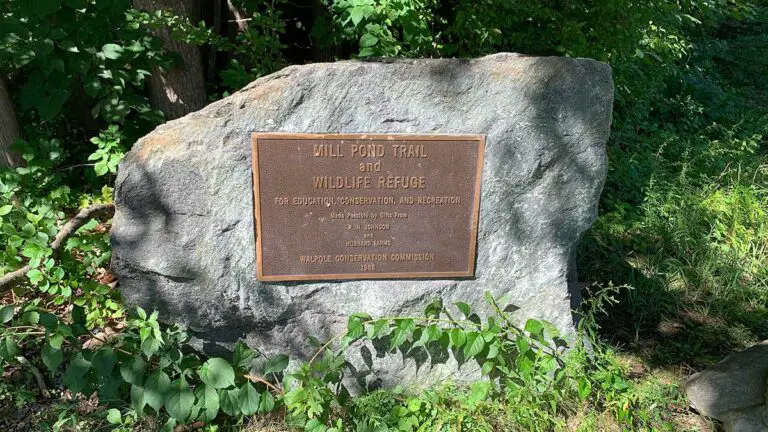 MILL POND TRAIL
and
WILDLIFE REFUGE
FOR EDUCATION, CONSERVATION, AND RECREATION
Made Possible by Gifts From
R. N. JOHNSON
and
HUBBARD FARMS
WALPOLE CONSERVATION COMMISSION
1988